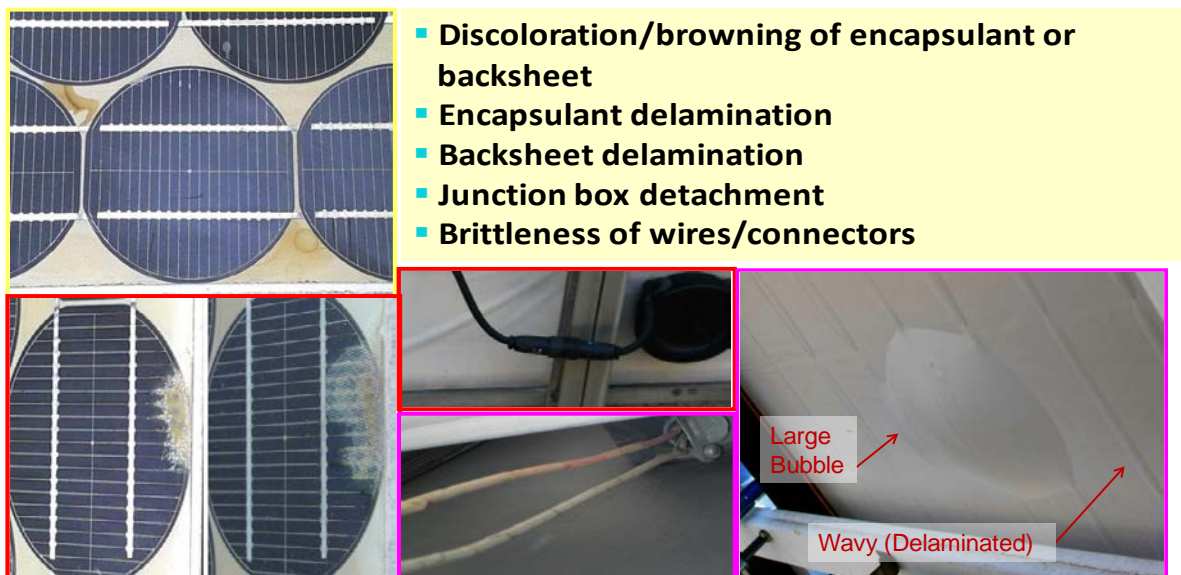 ▪ Discoloration/browning of encapsulant or
backsheet
▪ Encapsulant delamination
▪ Backsheet delamination
▪ Junction box detachment
▪ Brittleness of wires/connectors
Large
Bubble
Wavy (Delaminated)